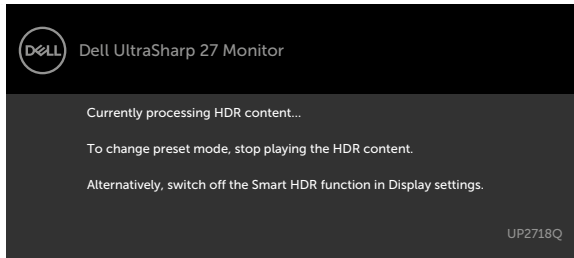 DELL
Dell UltraSharp 27 Monitor
Currently processing HDR content...
To change preset mode, stop playing the HDR content.
Alternatively, switch off the Smart HDR function in Display settings.
UP2718Q